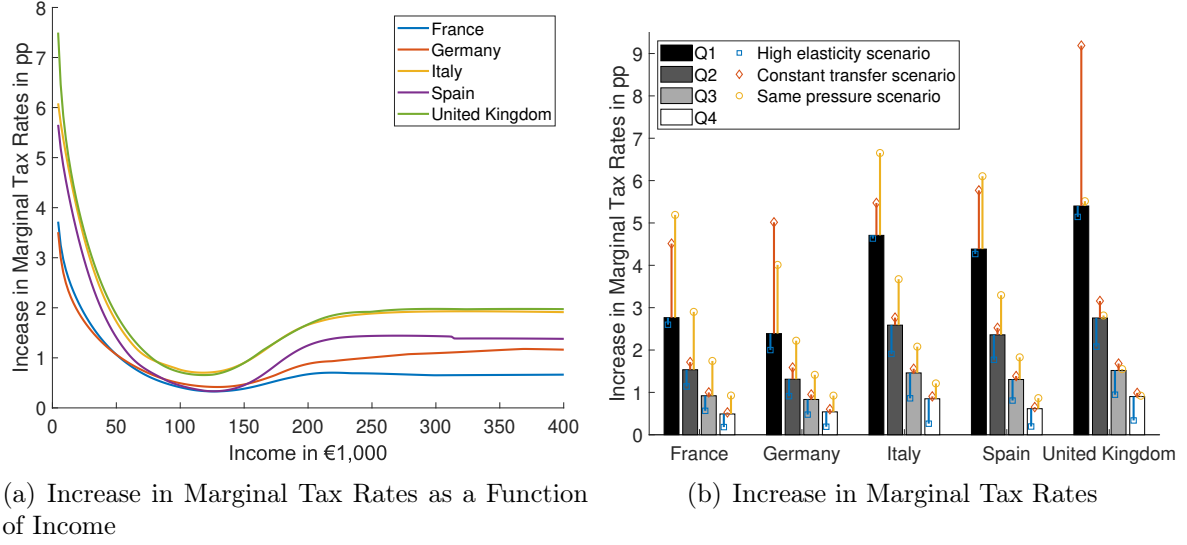 Increase in Marginal Tax Rates in pp
8
7
6
5
4
3
2
1
0
France
Germany
Italy
Spain
United Kingdom
0 50 100 150 200 250 300 350 400
Income in €1,000
(a) Increase in Marginal Tax Rates as a Function
of Income
Increase in Marginal Tax Rates in pp
9
8
7
6
5
4
3
2
1
0
Q1
Q2
Q3
Q4
High elasticity scenario
Constant transfer scenario
Same pressure scenario
France Germany Italy Spain United Kingdom
(b) Increase in Marginal Tax Rates